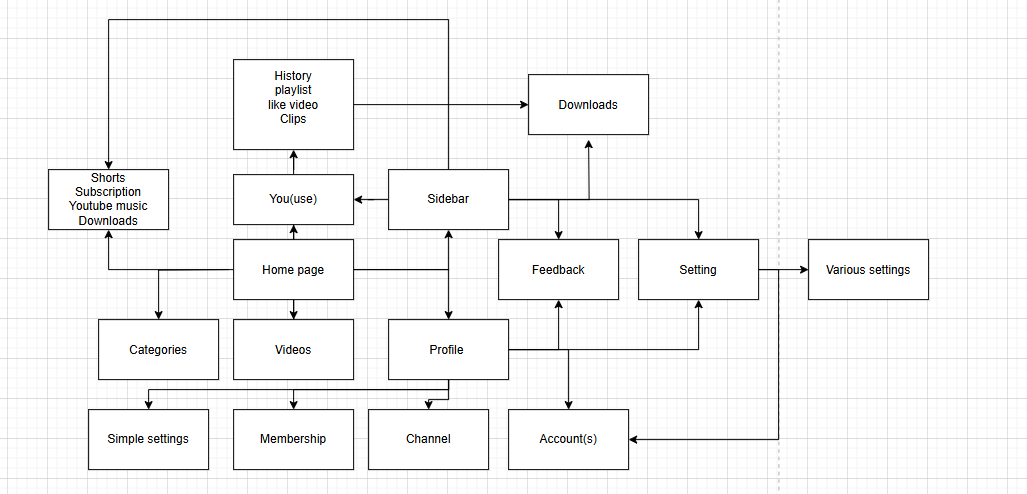 History
playlist
like video
Clips
Downloads
Shorts
Subscription
Youtube music
Downloads
You(use)
Sidebar
Home page
Feedback
Setting
Various settings
Categories
Videos
Profile
Simple settings
Membership
Channel
Account(s)